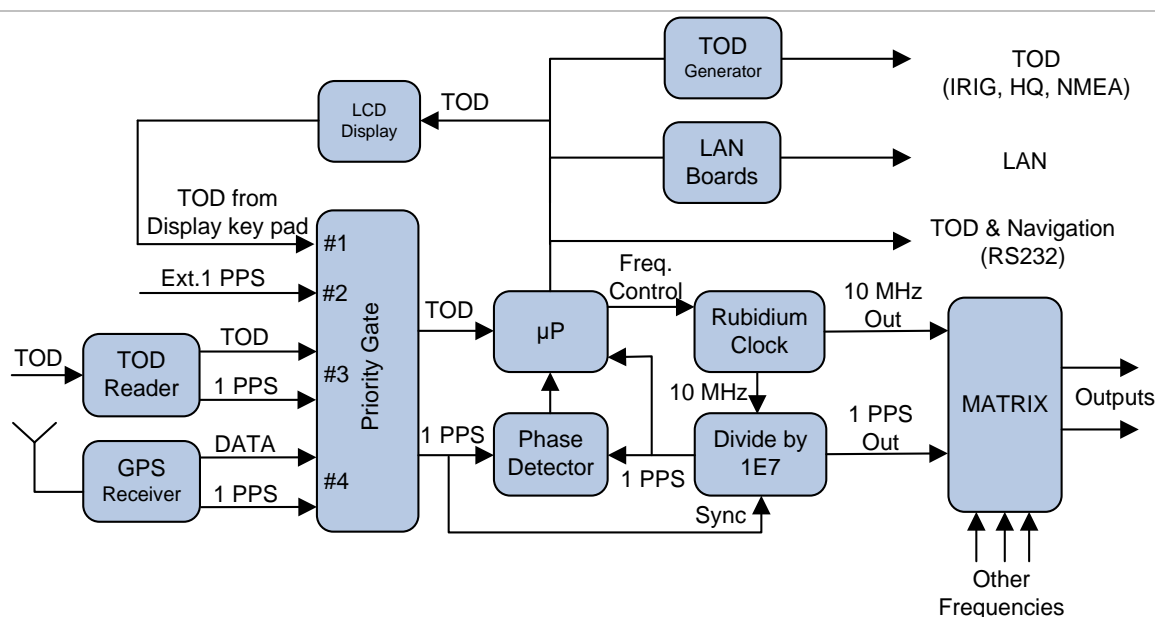 TOD
Generator
TOD
(IRIG, HQ, NMEA)
LCD
Display
TOD
LAN
Boards
LAN
TOD from
Display key pad
#1
TOD & Navigation
(RS232)
Ext.1 PPS
#2
Freq.
Control
10 MHz
Out
TOD
µP
Rubidium
Clock
TOD
TOD
Reader
TOD
1 PPS
#3
Priority Gate
10 MHz
MATRIX
Outputs
DATA
GPS
Receiver
1 PPS
#4
1 PPS
Phase
Detector
1 PPS
Divide by
1E7
1 PPS
Out
Sync
Other
Frequencies